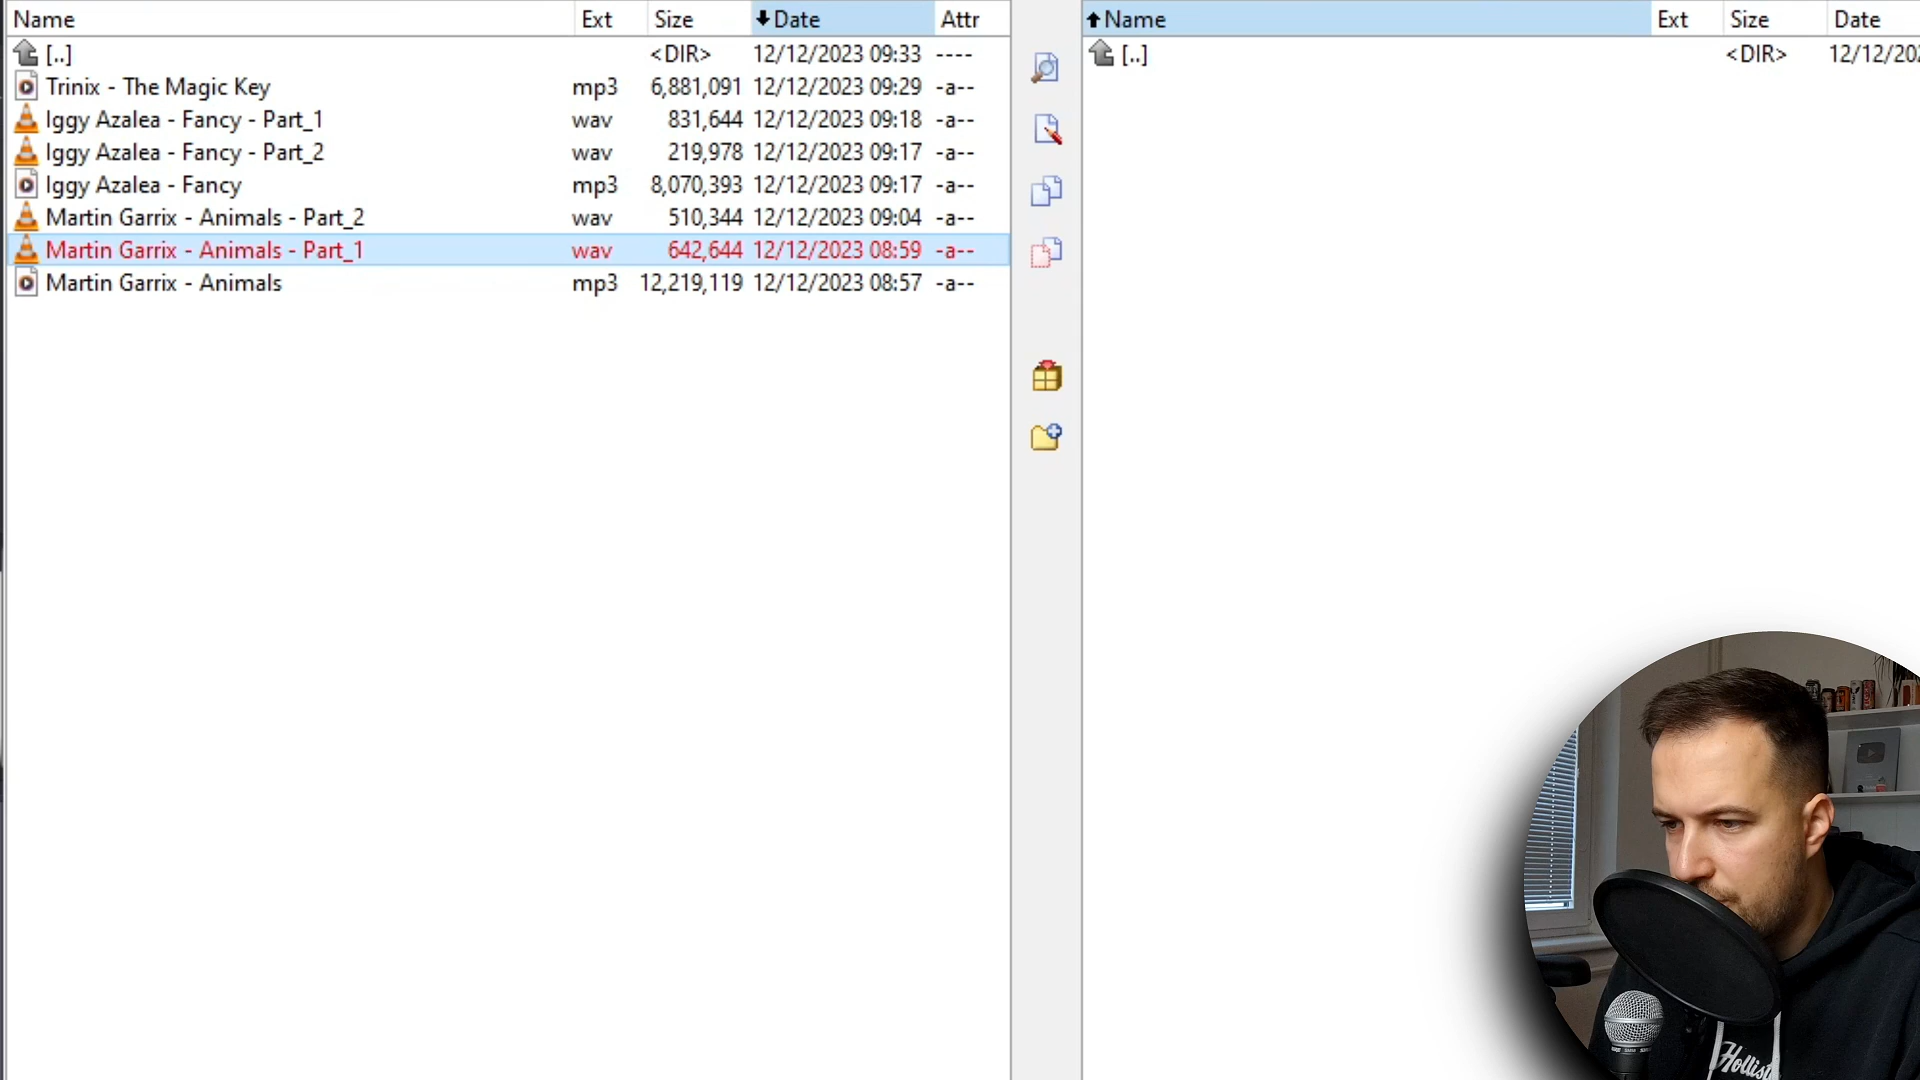 Name Ext Size Date Attr
[..] <DIR> 12/12/2023 09:33 ----
Trinix - The Magic Key mp3 6,881,091 12/12/2023 09:29 -a--
Iggy Azalea - Fancy - Part_1 wav 831,644 12/12/2023 09:18 -a--
Iggy Azalea - Fancy - Part_2 wav 219,978 12/12/2023 09:17 -a--
Iggy Azalea - Fancy mp3 8,070,393 12/12/2023 09:17 -a--
Martin Garrix - Animals - Part_2 wav 510,344 12/12/2023 09:04 -a--
Martin Garrix - Animals - Part_1 wav 642,644 12/12/2023 08:59 -a--
Martin Garrix - Animals mp3 12,219,119 12/12/2023 08:57 -a--
Name Ext Size Date
[..] <DIR> 12/12/202